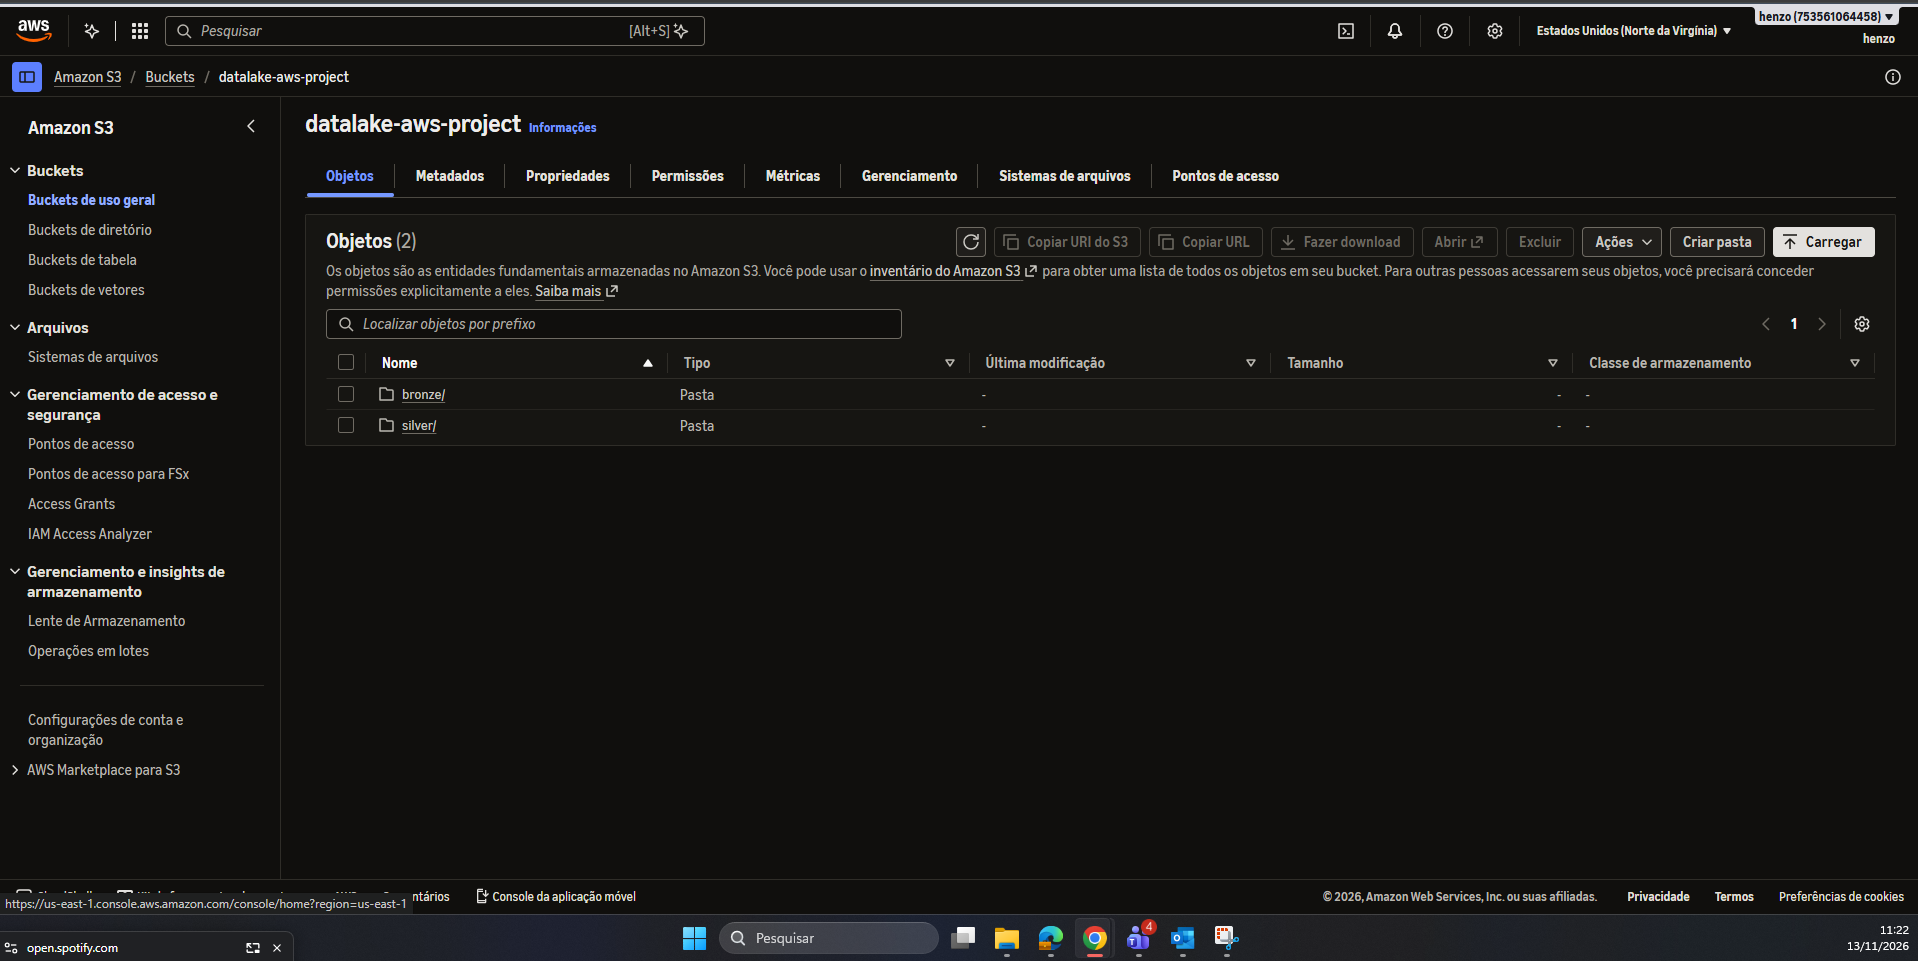 aws
Pesquisar
[Alt+S]
Estados Unidos (Norte da Virgínia)
henzo (753561064458)
henzo
Amazon S3 / Buckets / datalake-aws-project
Amazon S3
Buckets
Buckets de uso geral
Buckets de diretório
Buckets de tabela
Buckets de vetores
Arquivos
Sistemas de arquivos
Gerenciamento de acesso e
segurança
Pontos de acesso
Pontos de acesso para FSx
Access Grants
IAM Access Analyzer
Gerenciamento e insights de
armazenamento
Lente de Armazenamento
Operações em lotes
Configurações de conta e
organização
AWS Marketplace para S3
datalake-aws-project Informações
Objetos Metadados Propriedades Permissões Métricas Gerenciamento Sistemas de arquivos Pontos de acesso
Objetos (2)
Copiar URI do S3 Copiar URL Fazer download Abrir Excluir Ações Criar pasta Carregar
Os objetos são as entidades fundamentais armazenadas no Amazon S3. Você pode usar o inventário do Amazon S3 para obter uma lista de todos os objetos em seu bucket. Para outras pessoas acessarem seus objetos, você precisará conceder
permissões explicitamente a eles. Saiba mais
Localizar objetos por prefixo
1
Nome Tipo Última modificação Tamanho Classe de armazenamento
bronze/ Pasta - - -
silver/ Pasta - - -
ntários
Console da aplicação móvel
© 2026, Amazon Web Services, Inc. ou suas afiliadas. Privacidade Termos Preferências de cookies
https://us-east-1.console.aws.amazon.com/console/home?region=us-east-1
open.spotify.com
Pesquisar
4
11:22
13/11/2026